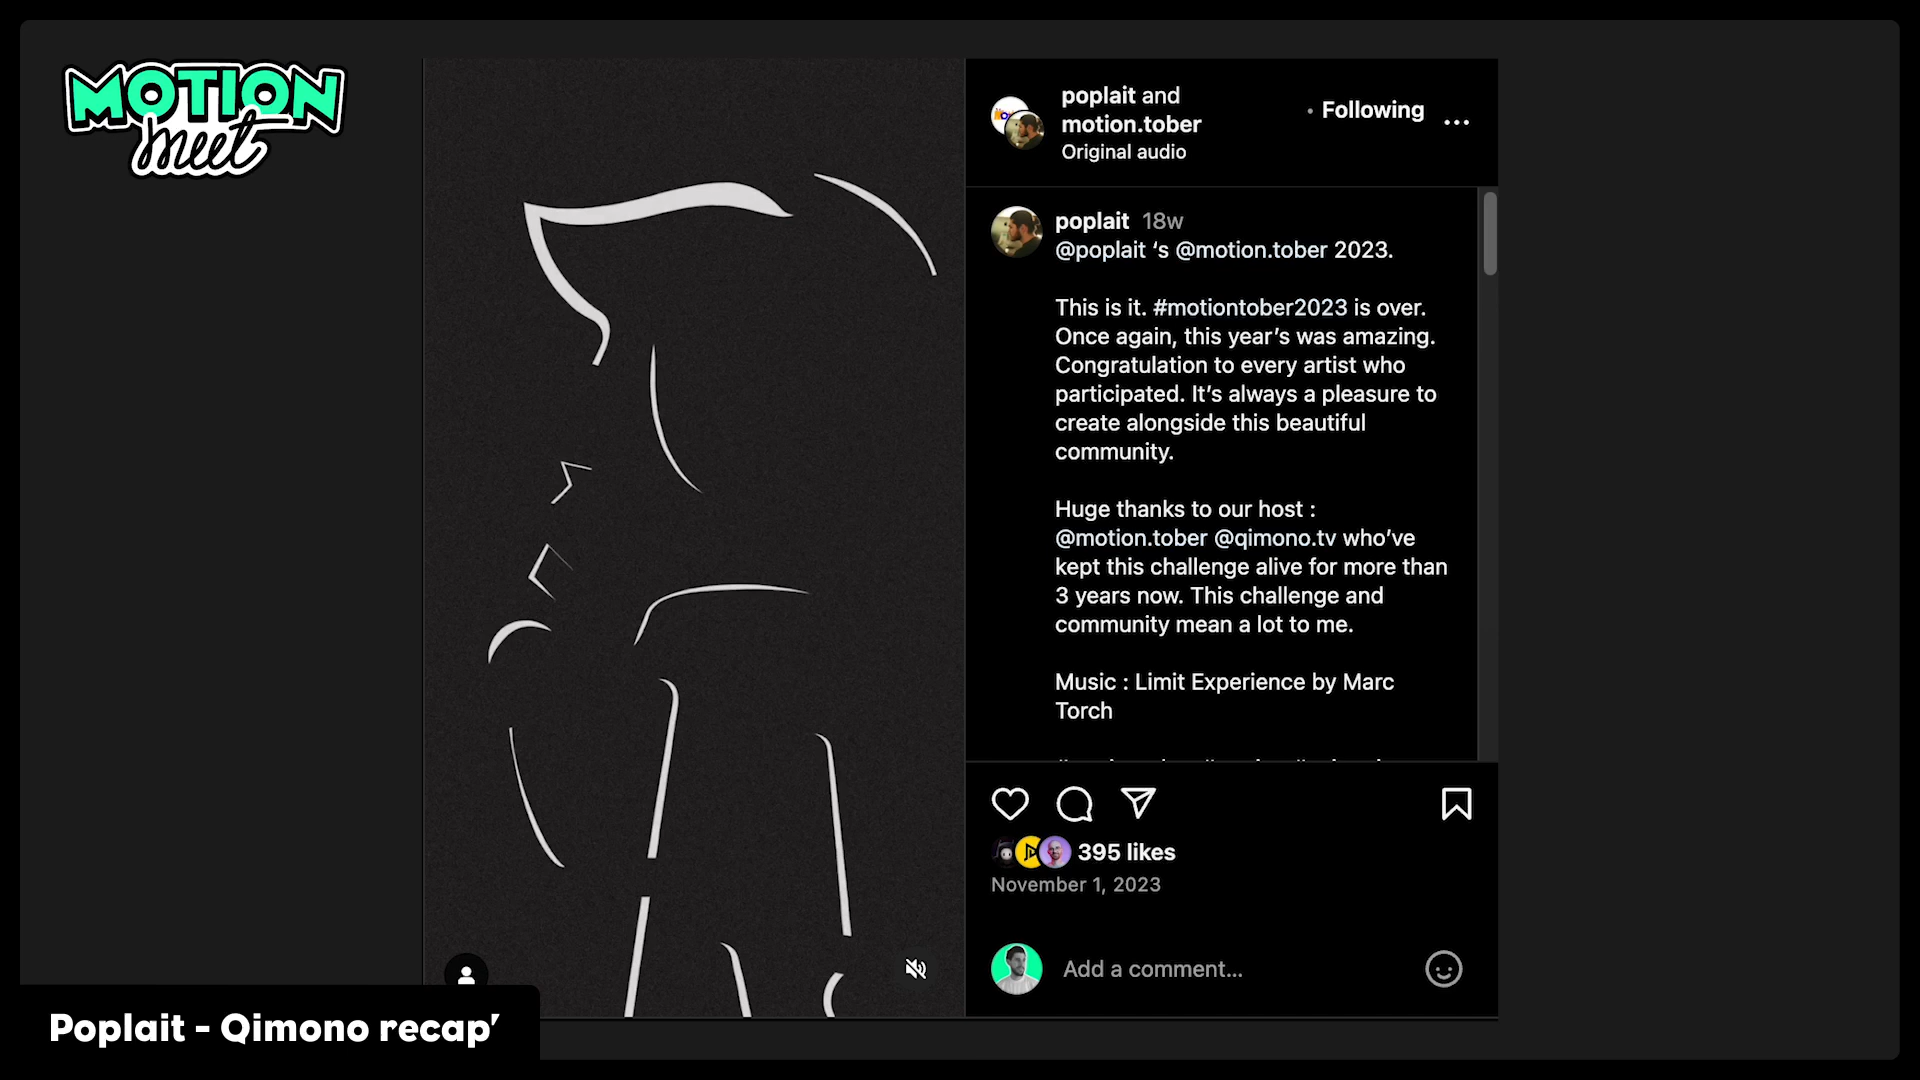 MOTION
meet
poplait and
motion.tober
Original audio
• Following
...
poplait 18w
@poplait ‘s @motion.tober 2023.
This is it. #motiontober2023 is over.
Once again, this year’s was amazing.
Congratulation to every artist who
participated. It’s always a pleasure to
create alongside this beautiful
community.
Huge thanks to our host :
@motion.tober @qimono.tv who’ve
kept this challenge alive for more than
3 years now. This challenge and
community mean a lot to me.
Music : Limit Experience by Marc
Torch
395 likes
November 1, 2023
Add a comment...
Poplait - Qimono recap’